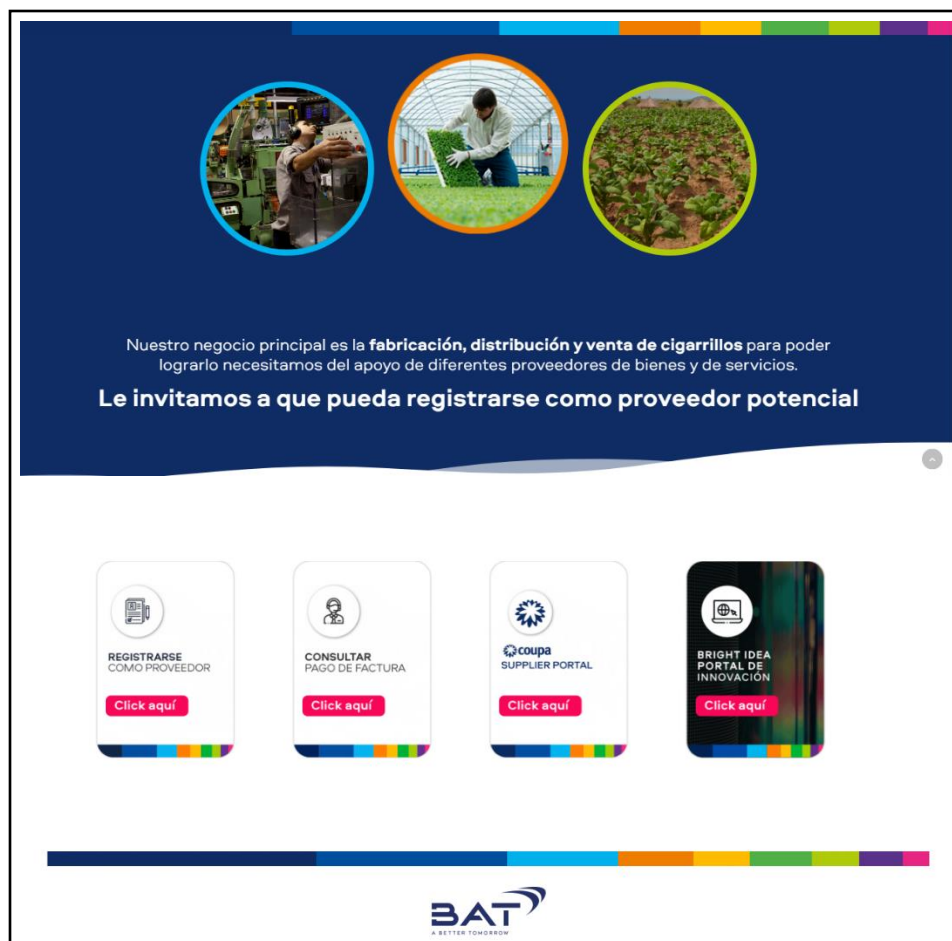 Nuestro negocio principal es la fabricación, distribución y venta de cigarrillos para poder
lograrlo necesitamos del apoyo de diferentes proveedores de bienes y de servicios.
Le invitamos a que pueda registrarse como proveedor potencial
REGISTRARSE
COMO PROVEEDOR
Click aquí
CONSULTAR
PAGO DE FACTURA
Click aquí
coupa
SUPPLIER PORTAL
Click aquí
BRIGHT IDEA
PORTAL DE
INNOVACIÓN
Click aquí
BAT
A BETTER TOMORROW